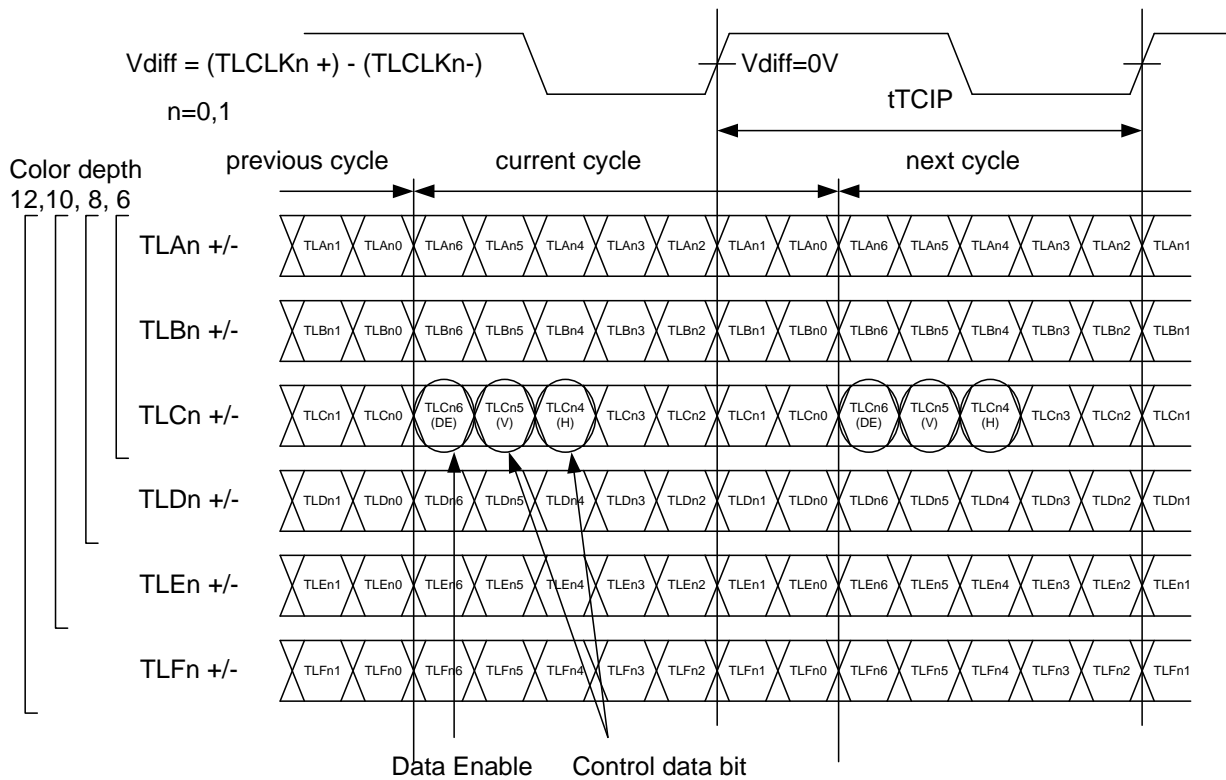 Vdiff = (TLCLKn +) - (TLCLKn-)
Vdiff=0V
n=0,1
tTCIP
previous cycle current cycle next cycle
Color depth
12,10, 8, 6
TLAn +/- TLAn1 TLAn0 TLAn6 TLAn5 TLAn4 TLAn3 TLAn2 TLAn1 TLAn0 TLAn6 TLAn5 TLAn4 TLAn3 TLAn2 TLAn1
TLBn +/- TLBn1 TLBn0 TLBn6 TLBn5 TLBn4 TLBn3 TLBn2 TLBn1 TLBn0 TLBn6 TLBn5 TLBn4 TLBn3 TLBn2 TLBn1
TLCn +/- TLCn1 TLCn0 TLCn6 (DE) TLCn5 (V) TLCn4 (H) TLCn3 TLCn2 TLCn1 TLCn0 TLCn6 (DE) TLCn5 (V) TLCn4 (H) TLCn3 TLCn2 TLCn1
TLDn +/- TLDn1 TLDn0 TLDn6 TLDn5 TLDn4 TLDn3 TLDn2 TLDn1 TLDn0 TLDn6 TLDn5 TLDn4 TLDn3 TLDn2 TLDn1
TLEn +/- TLEn1 TLEn0 TLEn6 TLEn5 TLEn4 TLEn3 TLEn2 TLEn1 TLEn0 TLEn6 TLEn5 TLEn4 TLEn3 TLEn2 TLEn1
TLFn +/- TLFn1 TLFn0 TLFn6 TLFn5 TLFn4 TLFn3 TLFn2 TLFn1 TLFn0 TLFn6 TLFn5 TLFn4 TLFn3 TLFn2 TLFn1
Data Enable Control data bit